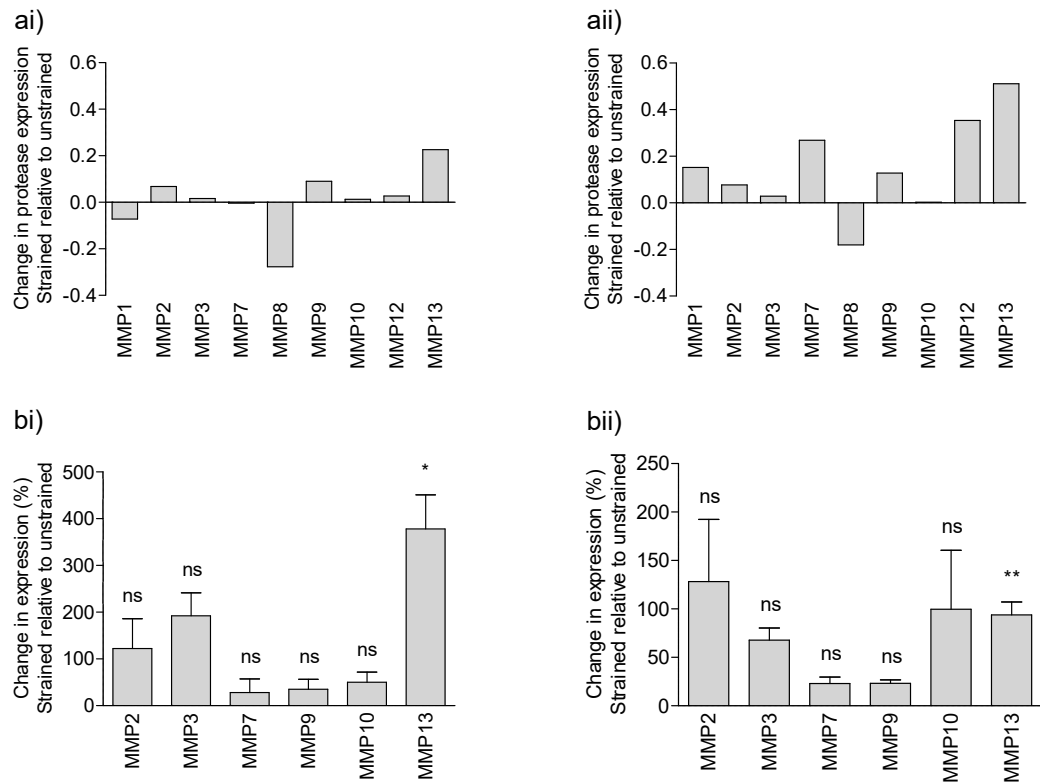 ai)
Change in protease expression
Strained relative to unstrained
0.6
0.4
0.2
0.0
-0.2
-0.4
MMP1
MMP2
MMP3
MMP7
MMP8
MMP9
MMP10
MMP12
MMP13
aii)
Change in protease expression
Strained relative to unstrained
0.6
0.4
0.2
0.0
-0.2
-0.4
MMP1
MMP2
MMP3
MMP7
MMP8
MMP9
MMP10
MMP12
MMP13
bi)
Change in expression (%)
Strained relative to unstrained
500
400
300
200
100
0
ns
ns
ns
ns
ns
*
MMP2
MMP3
MMP7
MMP9
MMP10
MMP13
bii)
Change in expression (%)
Strained relative to unstrained
250
200
150
100
50
0
ns
ns
ns
ns
ns
**
MMP2
MMP3
MMP7
MMP9
MMP10
MMP13